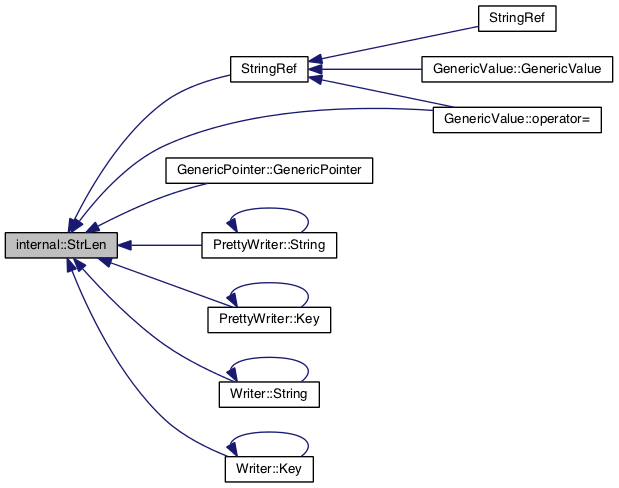 StringRef
StringRef
GenericValue::GenericValue
GenericValue::operator=
GenericPointer::GenericPointer
internal::StrLen
PrettyWriter::String
PrettyWriter::Key
Writer::String
Writer::Key